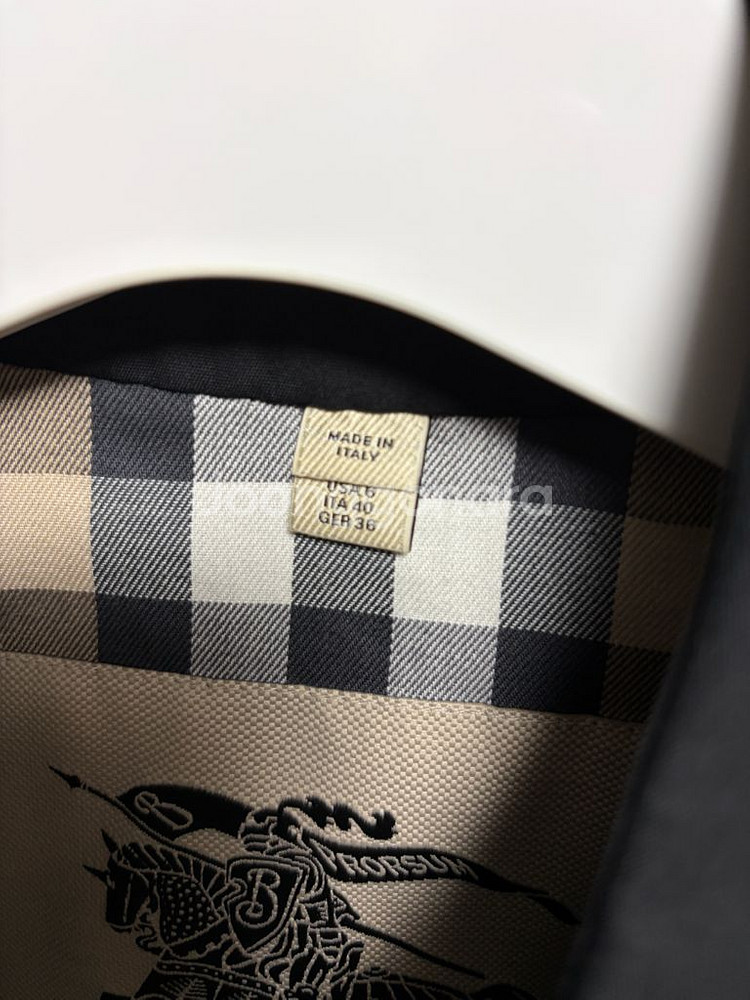 MADE IN
ITALY
USA 6
ITA 40
GER 36
B
PRORSUM
B